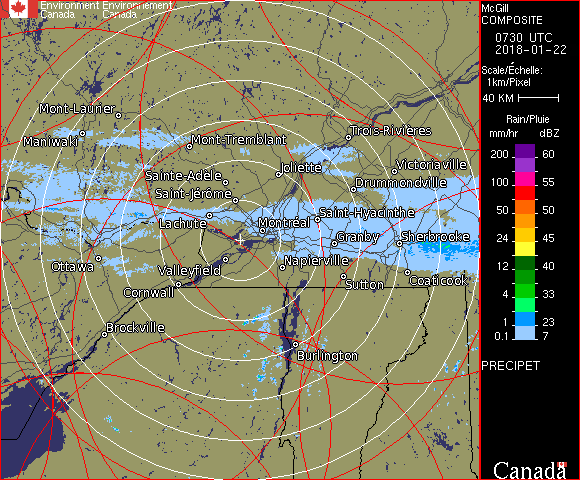 Environment Environnement
Canada Canada
McGill
COMPOSITE
0730 UTC
2018-01-22
Scale/Échelle:
1km/Pixel
40 KM
Rain/Pluie
mm/hr dBZ
200 60
100 55
50 50
24 45
12 40
4 33
1 23
0.1 7
PRECIPET
Mont-Laurier
Maniwaki
Mont-Tremblant
Trois-Rivières
Sainte-Adèle
Joliette
Victoriaville
Saint-Jérôme
Drummondville
Lachute
Montréal
Saint-Hyacinthe
Granby
Sherbrooke
Ottawa
Valleyfield
Napierville
Cornwall
Sutton
Coaticook
Brockville
Burlington
Canada